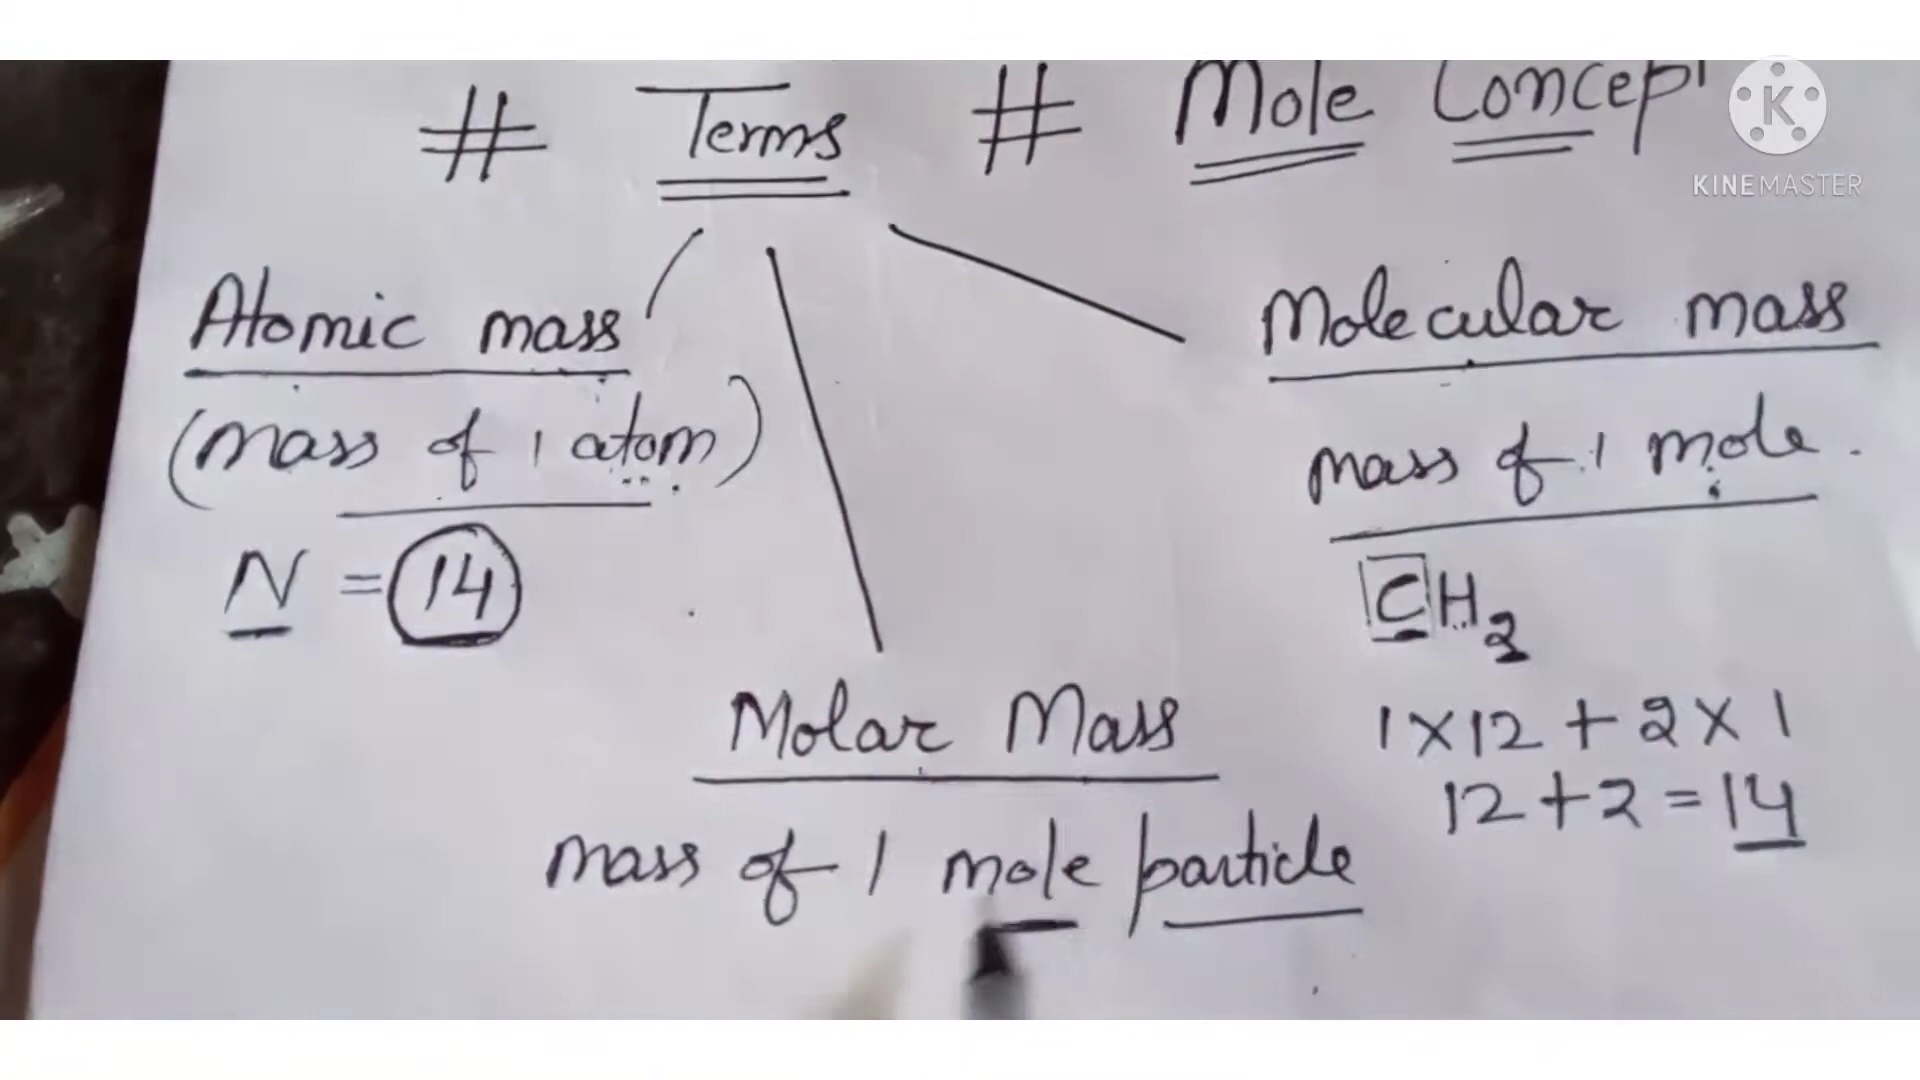 # Terms # Mole Concept
K
KINEMASTER
Atomic mass
(mass of 1 atom)
N = 14
Molecular mass
mass of 1 mole.
CH2
1 × 12 + 2 × 1
12 + 2 = 14
Molar Mass
mass of 1 mole particle